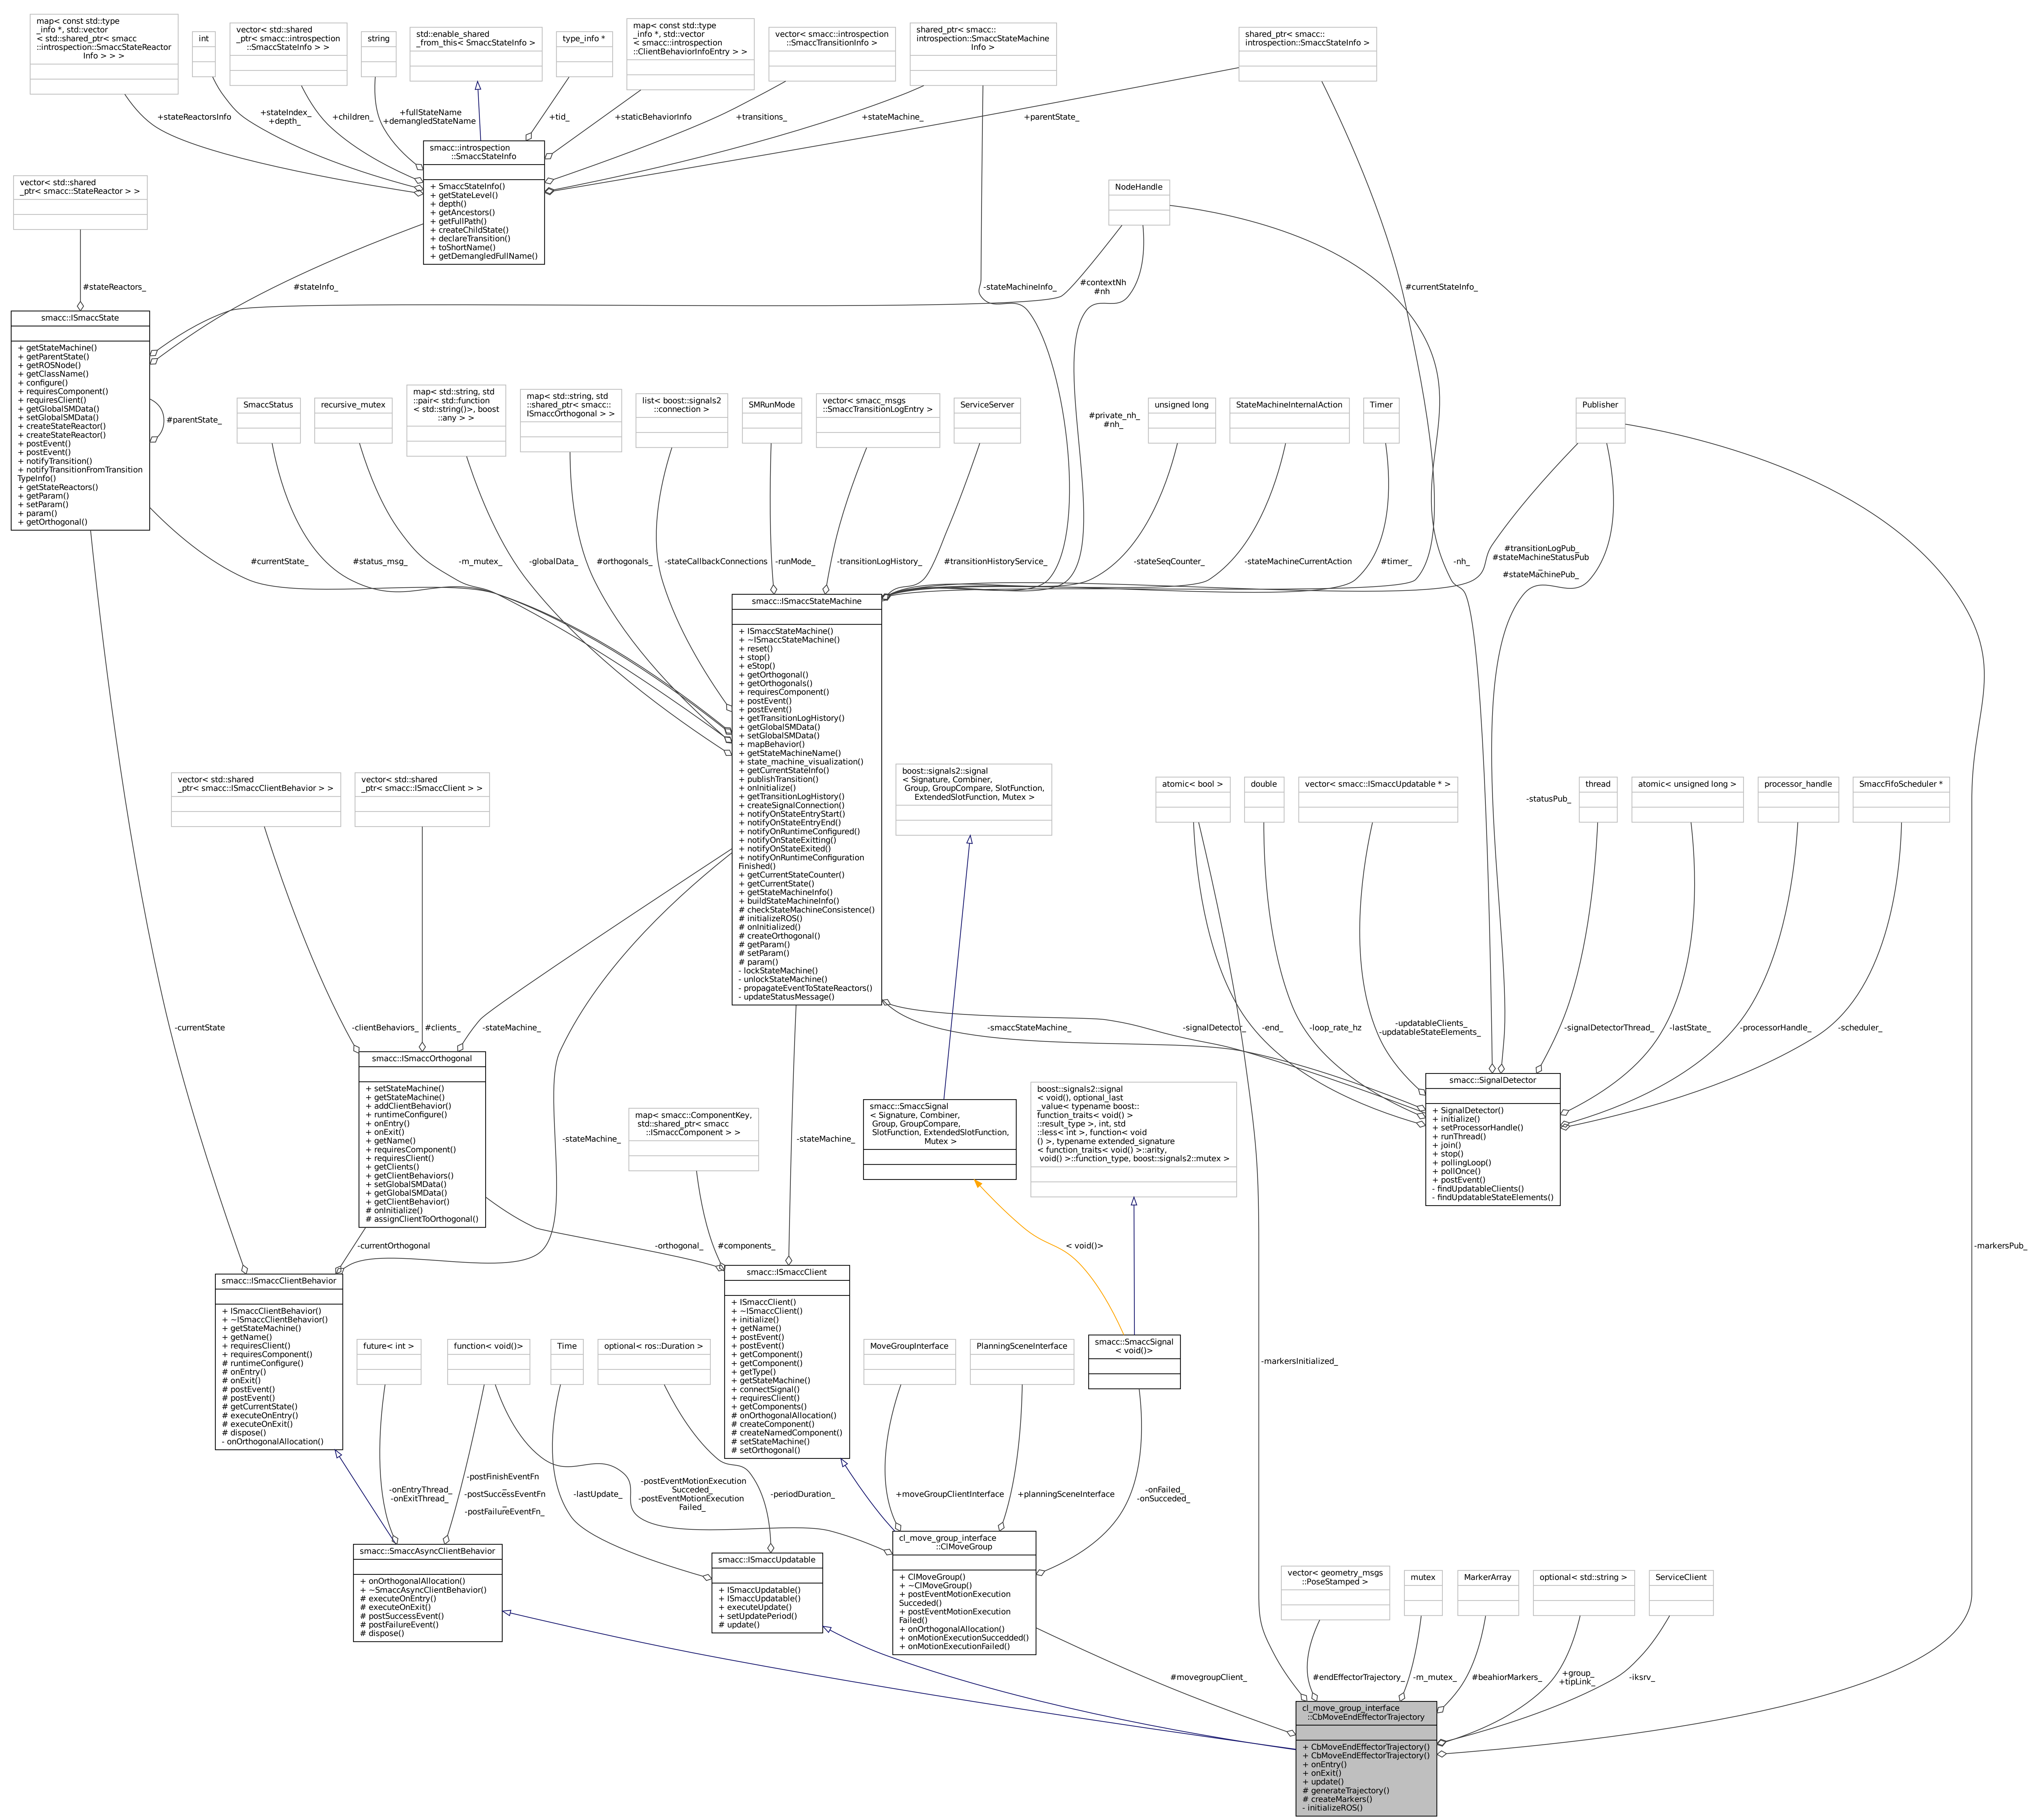 map< const std::type
_info *, std::vector
< std::shared_ptr< smacc
::introspection::SmaccStateReactor
Info > > >
int
vector< std::shared
_ptr< smacc::introspection
::SmaccStateInfo > >
string
std::enable_shared
_from_this< SmaccStateInfo >
type_info *
map< const std::type
_info *, std::vector
< smacc::introspection
::ClientBehaviorInfoEntry > >
vector< smacc::introspection
::SmaccTransitionInfo >
shared_ptr< smacc::
introspection::SmaccStateMachine
Info >
shared_ptr< smacc::
introspection::SmaccStateInfo >
+stateReactorsInfo
+stateIndex_
+depth_
+children_
+fullStateName
+demangledStateName
+tid_
+staticBehaviorInfo
+transitions_
+stateMachine_
+parentState_
smacc::introspection
::SmaccStateInfo
+ SmaccStateInfo()
+ getStateLevel()
+ depth()
+ getAncestors()
+ getFullPath()
+ createChildState()
+ declareTransition()
+ toShortName()
+ getDemangledFullName()
vector< std::shared
_ptr< smacc::StateReactor > >
NodeHandle
#stateReactors_
#stateInfo_
-stateMachineInfo_
#contextNh
#nh
#currentStateInfo_
smacc::ISmaccState
+ getStateMachine()
+ getParentState()
+ getROSNode()
+ getClassName()
+ configure()
+ requiresComponent()
+ requiresClient()
+ getGlobalSMData()
+ setGlobalSMData()
+ createStateReactor()
+ createStateReactor()
+ postEvent()
+ postEvent()
+ notifyTransition()
+ notifyTransitionFromTransition
TypeInfo()
+ getStateReactors()
+ getParam()
+ setParam()
+ param()
+ getOrthogonal()
#parentState_
SmaccStatus
recursive_mutex
map< std::string, std
::pair< std::function
< std::string()>, boost
::any > >
map< std::string, std
::shared_ptr< smacc::
ISmaccOrthogonal > >
list< boost::signals2
::connection >
SMRunMode
vector< smacc_msgs
::SmaccTransitionLogEntry >
ServiceServer
#private_nh_
#nh_
unsigned long
StateMachineInternalAction
Timer
Publisher
#currentState_
#status_msg_
-m_mutex_
-globalData_
#orthogonals_
-stateCallbackConnections
-runMode_
-transitionLogHistory_
#transitionHistoryService_
-stateSeqCounter_
-stateMachineCurrentAction
#timer_
-nh_
#transitionLogPub_
#stateMachineStatusPub
_
#stateMachinePub_
smacc::ISmaccStateMachine
+ ISmaccStateMachine()
+ ~ISmaccStateMachine()
+ reset()
+ stop()
+ eStop()
+ getOrthogonal()
+ getOrthogonals()
+ requiresComponent()
+ postEvent()
+ postEvent()
+ getTransitionLogHistory()
+ getGlobalSMData()
+ setGlobalSMData()
+ mapBehavior()
+ getStateMachineName()
+ state_machine_visualization()
+ getCurrentStateInfo()
+ publishTransition()
+ onInitialize()
+ getTransitionLogHistory()
+ createSignalConnection()
+ notifyOnStateEntryStart()
+ notifyOnStateEntryEnd()
+ notifyOnRuntimeConfigured()
+ notifyOnStateExitting()
+ notifyOnStateExited()
+ notifyOnRuntimeConfiguration
Finished()
+ getCurrentStateCounter()
+ getCurrentState()
+ getStateMachineInfo()
+ buildStateMachineInfo()
# checkStateMachineConsistence()
# initializeROS()
# onInitialized()
# createOrthogonal()
# getParam()
# setParam()
# param()
- lockStateMachine()
- unlockStateMachine()
- propagateEventToStateReactors()
- updateStatusMessage()
vector< std::shared
_ptr< smacc::ISmaccClientBehavior > >
vector< std::shared
_ptr< smacc::ISmaccClient > >
boost::signals2::signal
< Signature, Combiner,
Group, GroupCompare, SlotFunction,
ExtendedSlotFunction, Mutex >
atomic< bool >
double
vector< smacc::ISmaccUpdatable * >
-statusPub_
thread
atomic< unsigned long >
processor_handle
SmaccFifoScheduler *
-currentState
-clientBehaviors_
#clients_
-stateMachine_
-smaccStateMachine_
-signalDetector_
-end_
-loop_rate_hz
-updatableClients_
-updatableStateElements_
-signalDetectorThread_
-lastState_
-processorHandle_
-scheduler_
smacc::ISmaccOrthogonal
+ setStateMachine()
+ getStateMachine()
+ addClientBehavior()
+ runtimeConfigure()
+ onEntry()
+ onExit()
+ getName()
+ requiresComponent()
+ requiresClient()
+ getClients()
+ getClientBehaviors()
+ setGlobalSMData()
+ getGlobalSMData()
+ getClientBehavior()
# onInitialize()
# assignClientToOrthogonal()
smacc::SignalDetector
+ SignalDetector()
+ initialize()
+ setProcessorHandle()
+ runThread()
+ join()
+ stop()
+ pollingLoop()
+ pollOnce()
+ postEvent()
- findUpdatableClients()
- findUpdatableStateElements()
-stateMachine_
map< smacc::ComponentKey,
std::shared_ptr< smacc
::ISmaccComponent > >
-stateMachine_
smacc::SmaccSignal
< Signature, Combiner,
Group, GroupCompare,
SlotFunction, ExtendedSlotFunction,
Mutex >
boost::signals2::signal
< void(), optional_last
_value< typename boost::
function_traits< void() >
::result_type >, int, std
::less< int >, function< void
() >, typename extended_signature
< function_traits< void() >::arity,
void() >::function_type, boost::signals2::mutex >
-currentOrthogonal
-orthogonal_
#components_
< void()>
-markersPub_
smacc::ISmaccClientBehavior
+ ISmaccClientBehavior()
+ ~ISmaccClientBehavior()
+ getStateMachine()
+ getName()
+ requiresClient()
+ requiresComponent()
# runtimeConfigure()
# onEntry()
# onExit()
# postEvent()
# postEvent()
# getCurrentState()
# executeOnEntry()
# executeOnExit()
# dispose()
- onOrthogonalAllocation()
future< int >
function< void()>
Time
optional< ros::Duration >
smacc::ISmaccClient
+ ISmaccClient()
+ ~ISmaccClient()
+ initialize()
+ getName()
+ postEvent()
+ postEvent()
+ getComponent()
+ getComponent()
+ getType()
+ getStateMachine()
+ connectSignal()
+ requiresClient()
+ getComponents()
# onOrthogonalAllocation()
# createComponent()
# createNamedComponent()
# setStateMachine()
# setOrthogonal()
MoveGroupInterface
PlanningSceneInterface
smacc::SmaccSignal
< void()>
-markersInitialized_
-onEntryThread_
-onExitThread_
-postFinishEventFn
_
-postSuccessEventFn
_
-postFailureEventFn_
-lastUpdate_
-postEventMotionExecution
Succeded_
-postEventMotionExecution
Failed_
-periodDuration_
+moveGroupClientInterface
+planningSceneInterface
-onFailed_
-onSucceded_
smacc::SmaccAsyncClientBehavior
+ onOrthogonalAllocation()
+ ~SmaccAsyncClientBehavior()
# executeOnEntry()
# executeOnExit()
# postSuccessEvent()
# postFailureEvent()
# dispose()
smacc::ISmaccUpdatable
+ ISmaccUpdatable()
+ ISmaccUpdatable()
+ executeUpdate()
+ setUpdatePeriod()
# update()
cl_move_group_interface
::ClMoveGroup
+ ClMoveGroup()
+ ~ClMoveGroup()
+ postEventMotionExecution
Succeded()
+ postEventMotionExecution
Failed()
+ onOrthogonalAllocation()
+ onMotionExecutionSuccedded()
+ onMotionExecutionFailed()
vector< geometry_msgs
::PoseStamped >
mutex
MarkerArray
optional< std::string >
ServiceClient
#movegroupClient_
#endEffectorTrajectory_
-m_mutex_
#beahiorMarkers_
+group_
+tipLink_
-iksrv_
cl_move_group_interface
::CbMoveEndEffectorTrajectory
+ CbMoveEndEffectorTrajectory()
+ CbMoveEndEffectorTrajectory()
+ onEntry()
+ onExit()
+ update()
# generateTrajectory()
# createMarkers()
- initializeROS()